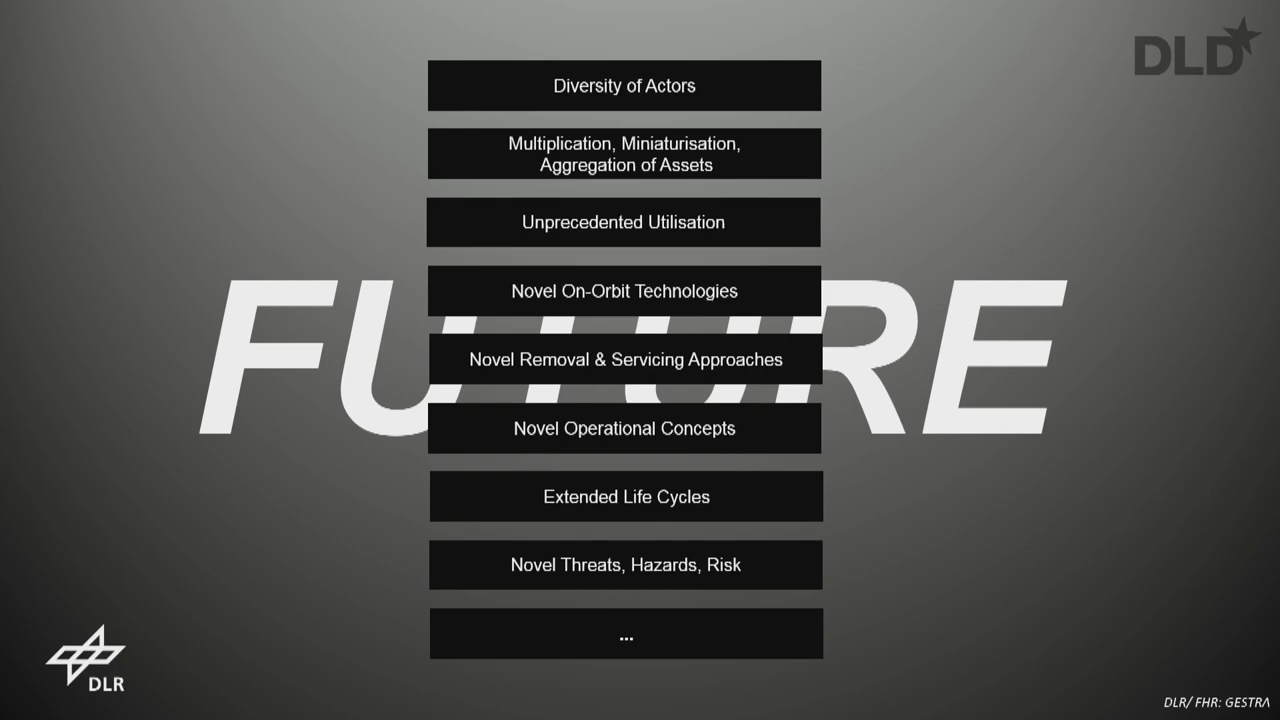 DLD
Diversity of Actors
Multiplication, Miniaturisation,
Aggregation of Assets
Unprecedented Utilisation
Novel On-Orbit Technologies
FUTURE
Novel Removal & Servicing Approaches
Novel Operational Concepts
Extended Life Cycles
Novel Threats, Hazards, Risk
...
DLR
DLR/ FHR: GESTRA